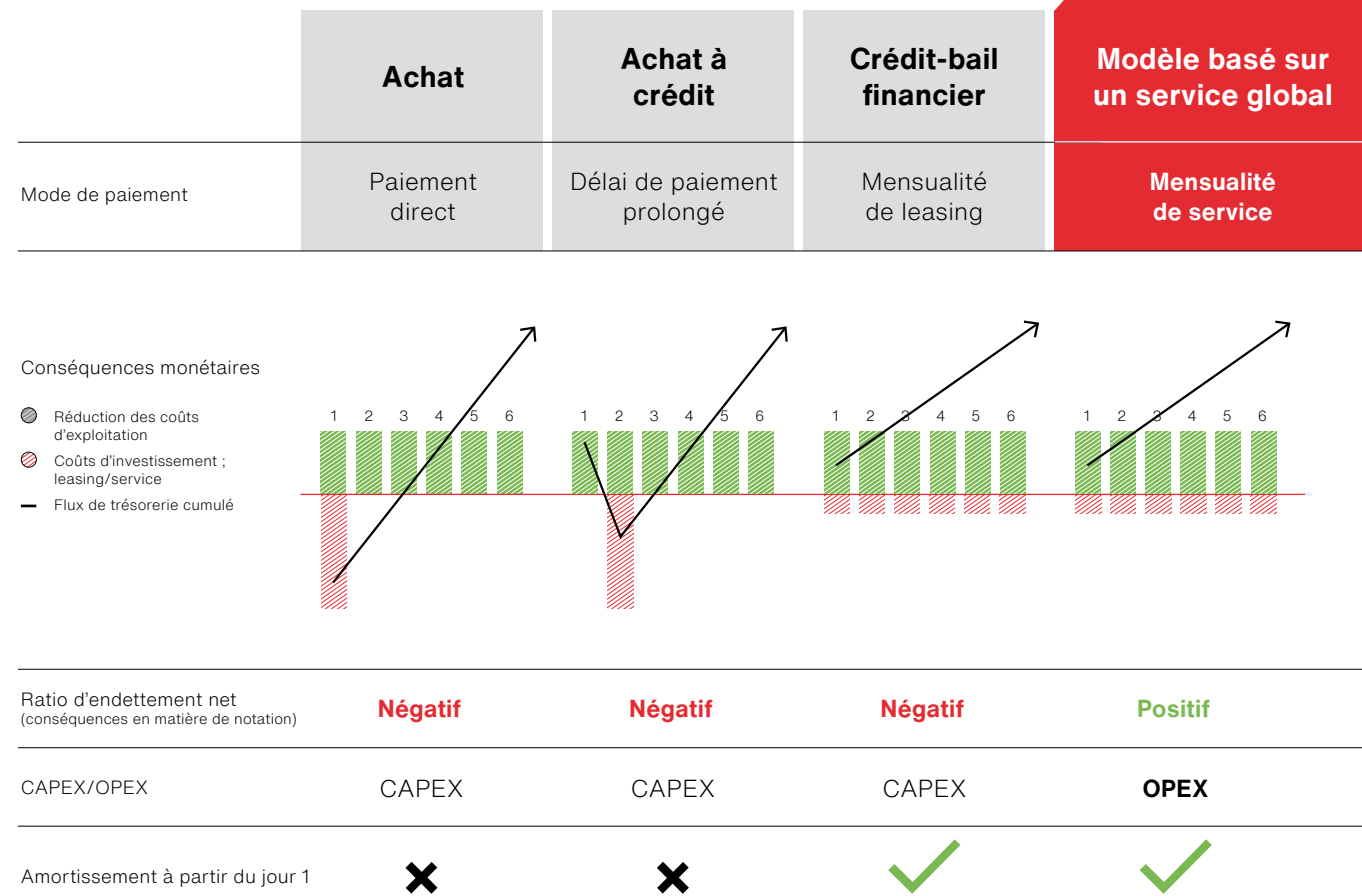 Achat
Achat à
crédit
Crédit-bail
financier
Modèle basé sur
un service global
Mode de paiement
Paiement
direct
Délai de paiement
prolongé
Mensualité
de leasing
Mensualité
de service
Conséquences monétaires
Réduction des coûts
d'exploitation
Coûts d'investissement ;
leasing/service
Flux de trésorerie cumulé
1 2 3 4 5 6
1 2 3 4 5 6
1 2 3 4 5 6
1 2 3 4 5 6
Ratio d'endettement net
(conséquences en matière de notation)
Négatif
Négatif
Négatif
Positif
CAPEX/OPEX
CAPEX
CAPEX
CAPEX
OPEX
Amortissement à partir du jour 1